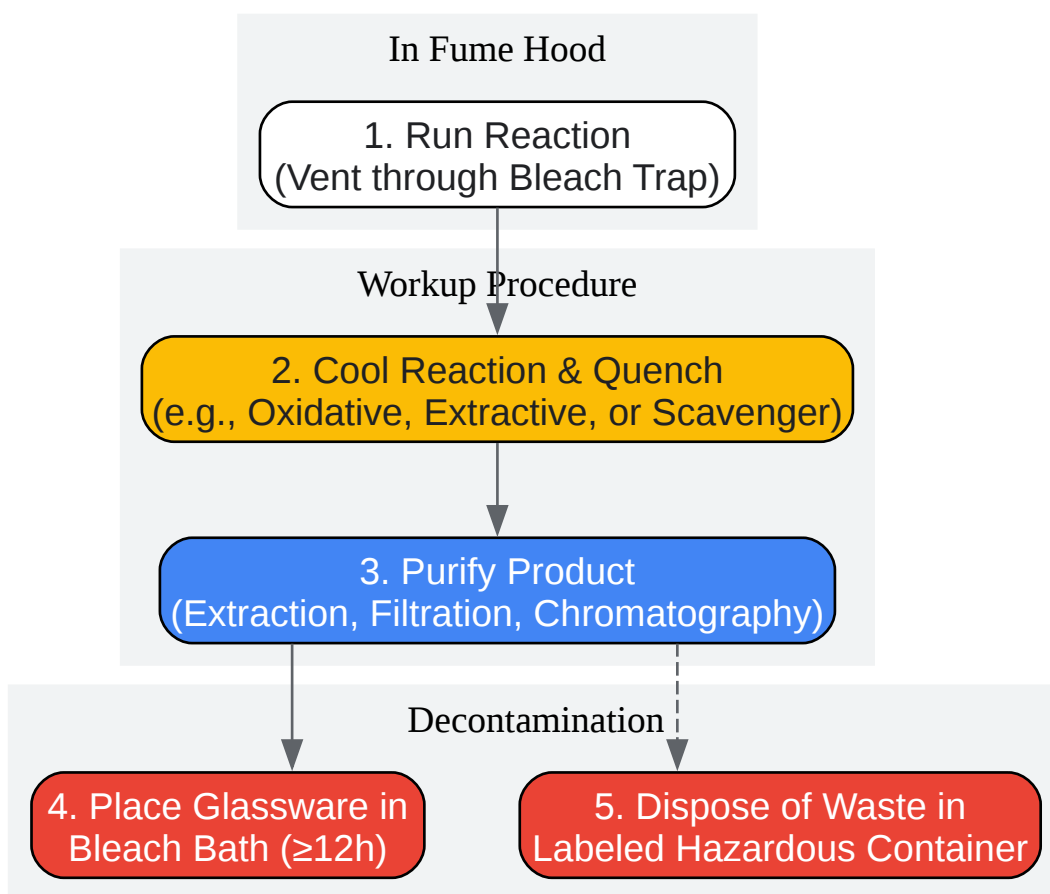 In Fume Hood
1. Run Reaction
(Vent through Bleach Trap)
Workup Procedure
2. Cool Reaction & Quench
(e.g., Oxidative, Extractive, or Scavenger)
3. Purify Product
(Extraction, Filtration, Chromatography)
Decontamination
4. Place Glassware in
Bleach Bath (≥12h)
5. Dispose of Waste in
Labeled Hazardous Container